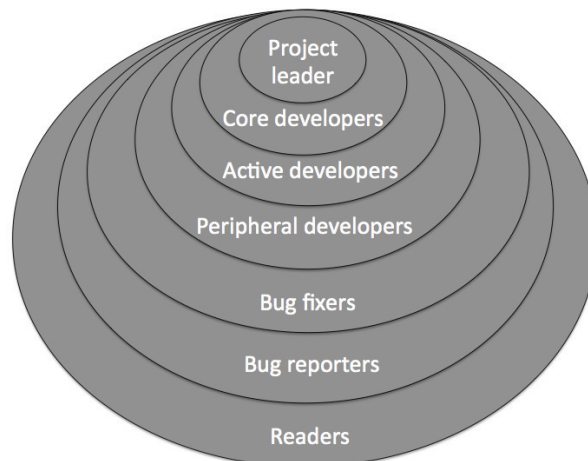 Project
leader
Core developers
Active developers
Peripheral developers
Bug fixers
Bug reporters
Readers